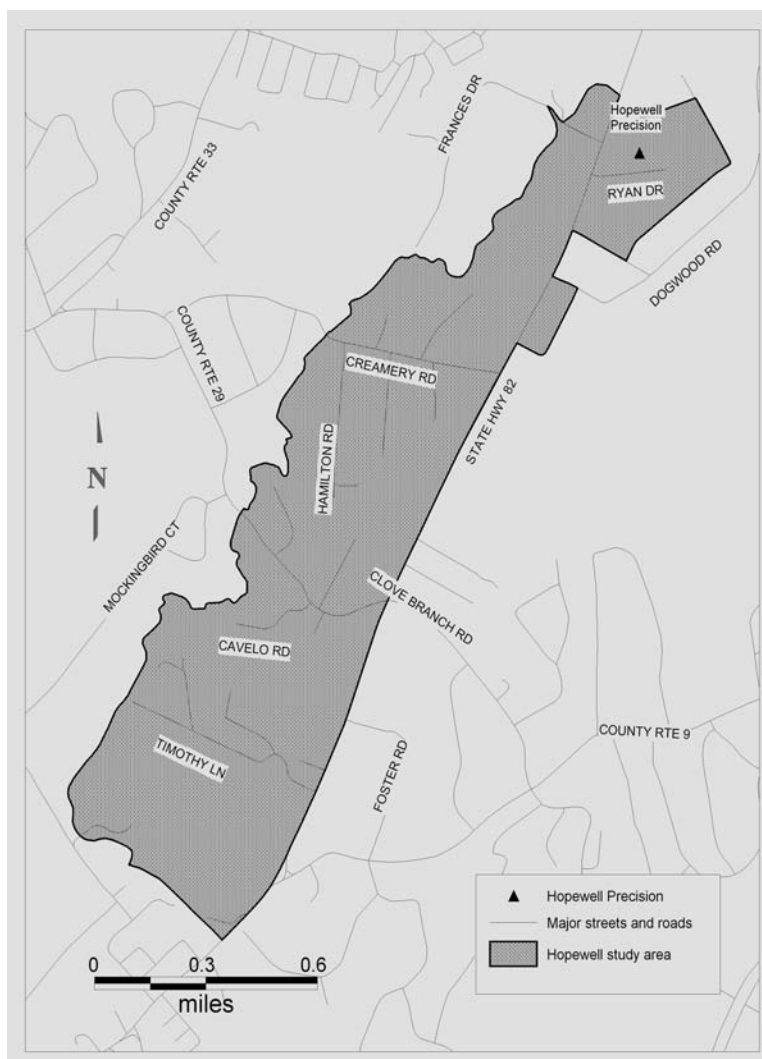 Hopewell
Precision
FRANCES DR
COUNTY RTE 33
RYAN DR
DOGWOOD RD
COUNTY RTE 29
CREAMERY RD
STATE HWY 82
HAMILTON RD
N
MOCKINGBIRD CT
CLOVE BRANCH RD
CAVELO RD
COUNTY RTE 9
TIMOTHY LN
FOSTER RD
Hopewell Precision
Major streets and roads
Hopewell study area
0 0.3 0.6
miles